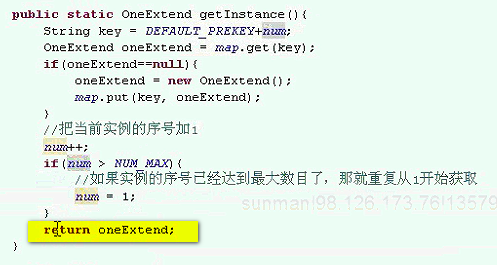 public static OneExtend getInstance(){
String key = DEFAULT_PREKEY+num;
OneExtend oneExtend = map.get(key);
if(oneExtend==null){
oneExtend = new OneExtend();
map.put(key, oneExtend);
}
//把当前实例的序号加1
num++;
if(num > NUM_MAX){
//如果实例的序号已经达到最大数目了，那就重复从1开始获取
num = 1;
}
sunman!98.126.173.76!13579
return oneExtend;
}